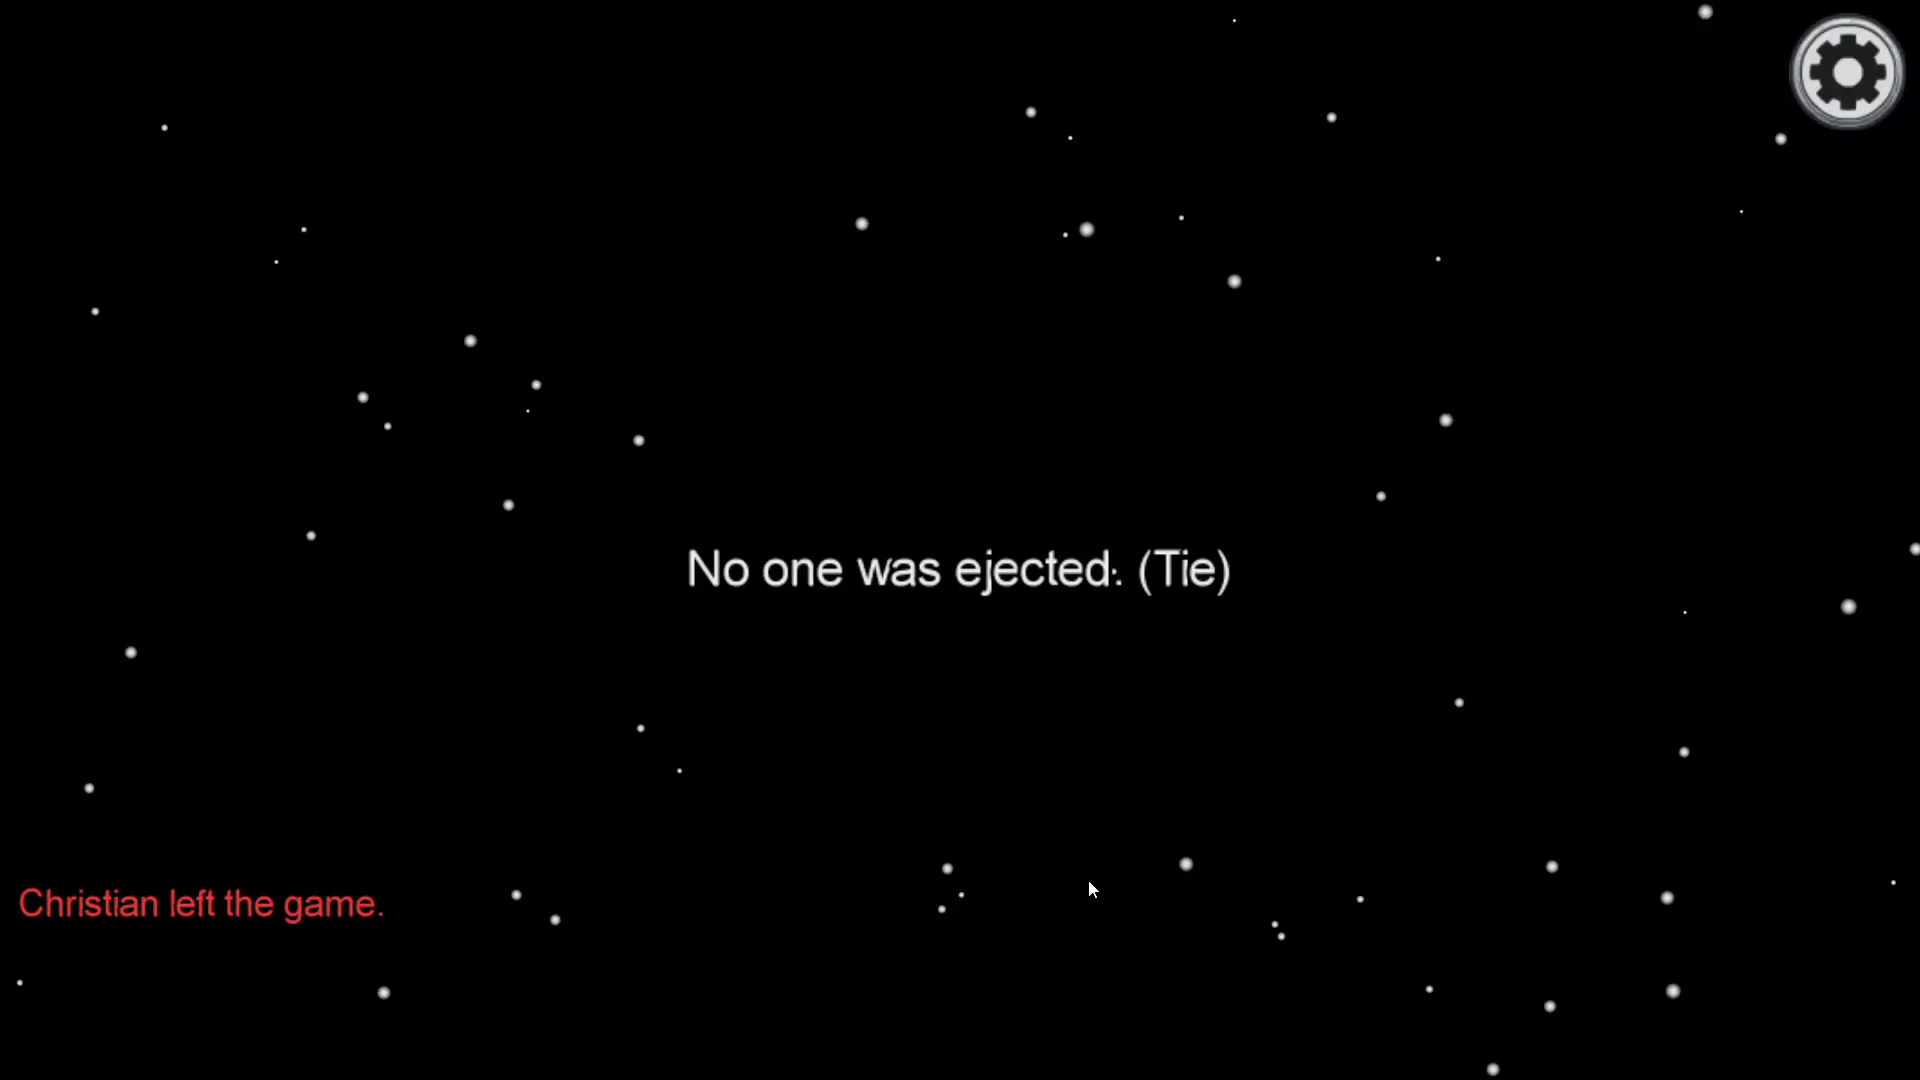 No one was ejected. (Tie)
Christian left the game.